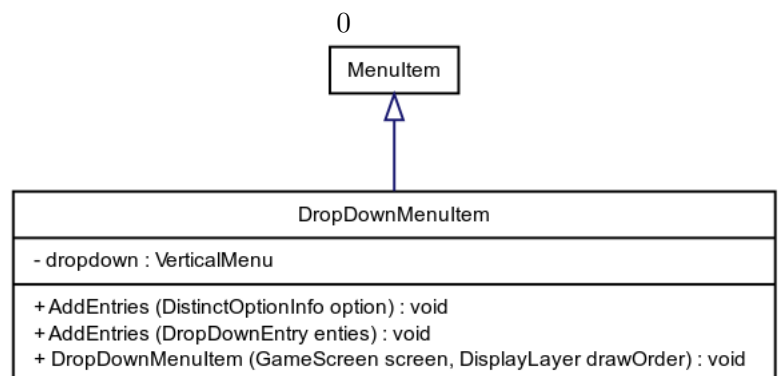 0
MenuItem
DropDownMenuItem
- dropdown : VerticalMenu
+ AddEntries (DistinctOptionInfo option) : void
+ AddEntries (DropDownEntry enties) : void
+ DropDownMenuItem (GameScreen screen, DisplayLayer drawOrder) : void